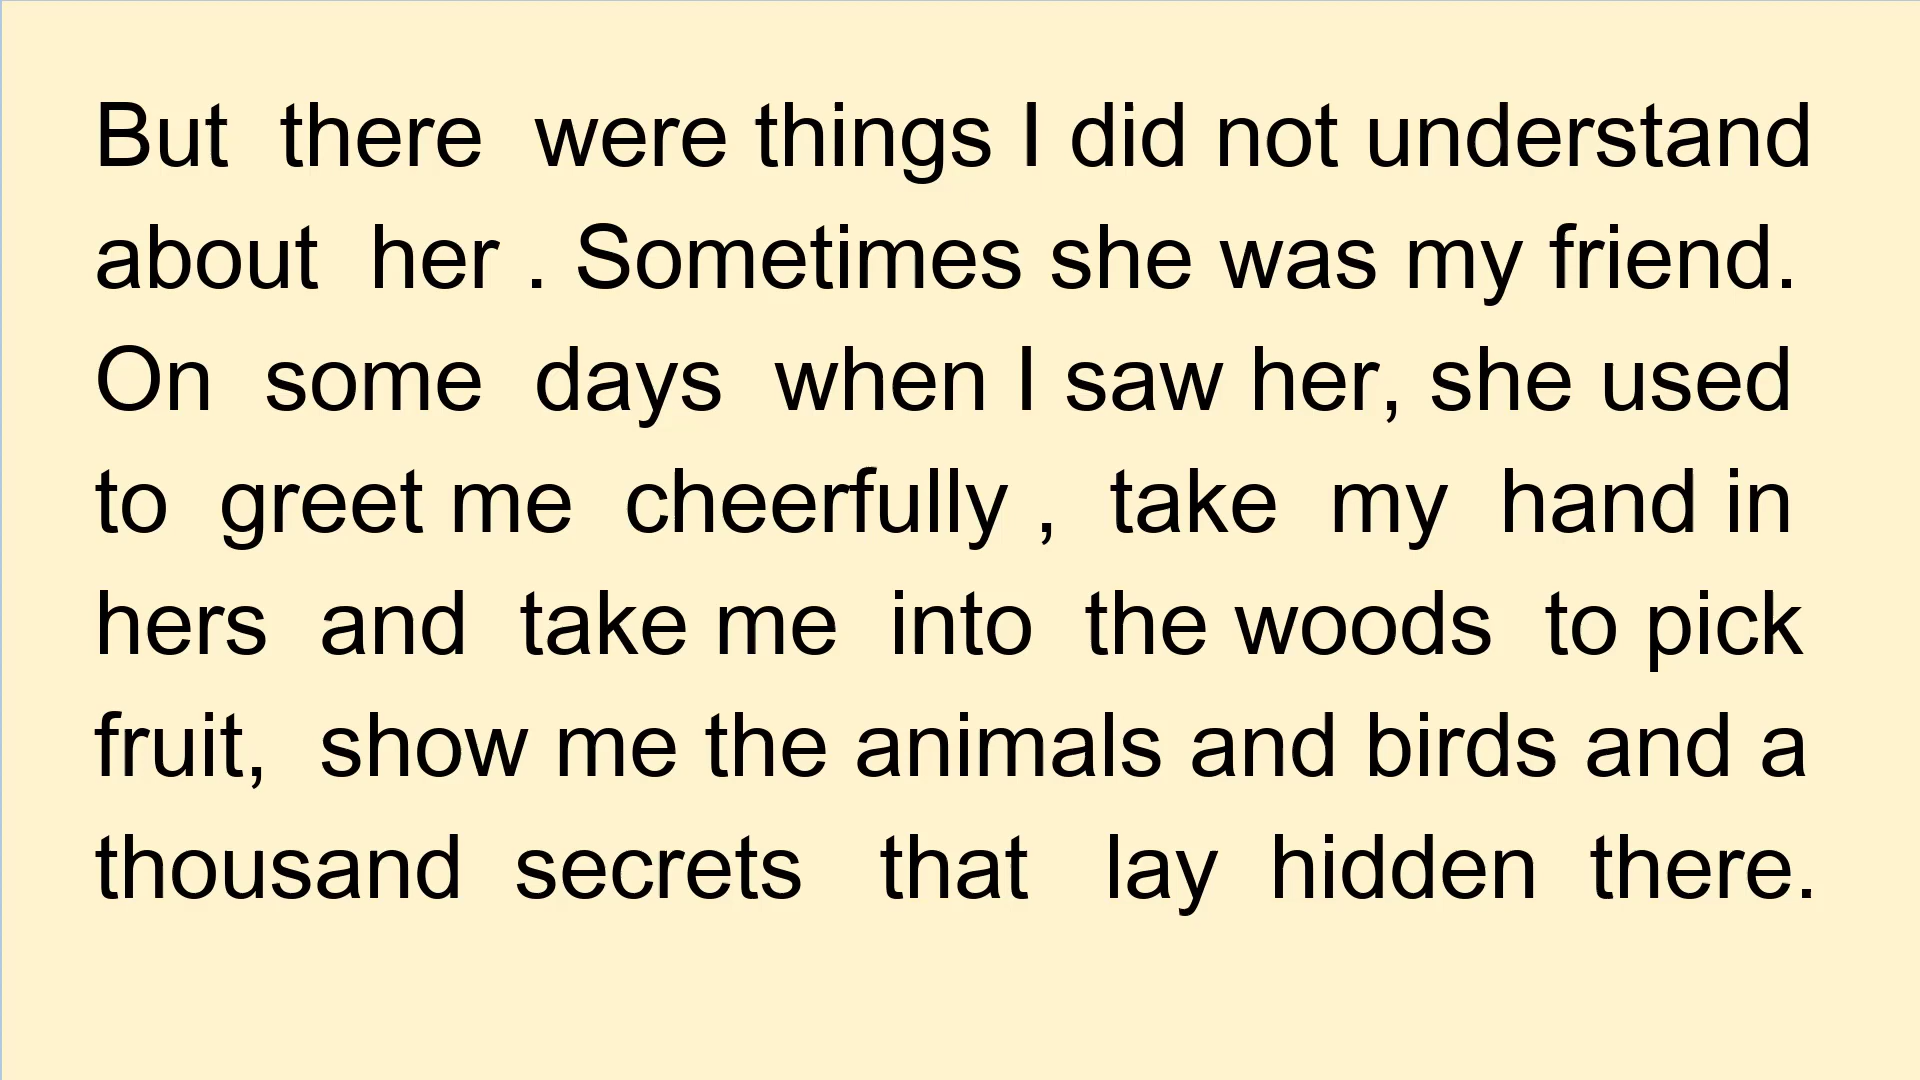 But there were things I did not understand
about her . Sometimes she was my friend.
On some days when I saw her, she used
to greet me cheerfully , take my hand in
hers and take me into the woods to pick
fruit, show me the animals and birds and a
thousand secrets that lay hidden there.